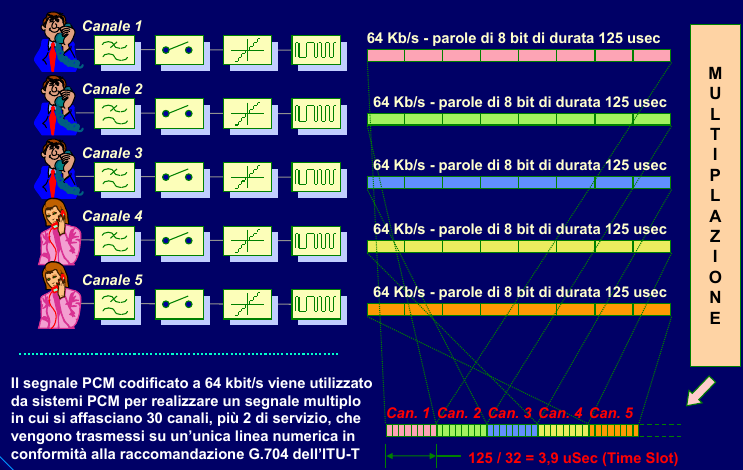 Canale 1
64 Kb/s - parole di 8 bit di durata 125 usec
Canale 2
64 Kb/s - parole di 8 bit di durata 125 usec
Canale 3
64 Kb/s - parole di 8 bit di durata 125 usec
Canale 4
64 Kb/s - parole di 8 bit di durata 125 usec
Canale 5
64 Kb/s - parole di 8 bit di durata 125 usec
MULTIPLAZIONE
Il segnale PCM codificato a 64 kbit/s viene utilizzato
da sistemi PCM per realizzare un segnale multiplo
in cui si affasciano 30 canali, più 2 di servizio, che
vengono trasmessi su un'unica linea numerica in
conformità alla raccomandazione G.704 dell'ITU-T
Can. 1 Can. 2 Can. 3 Can. 4 Can. 5
125 / 32 = 3,9 uSec (Time Slot)